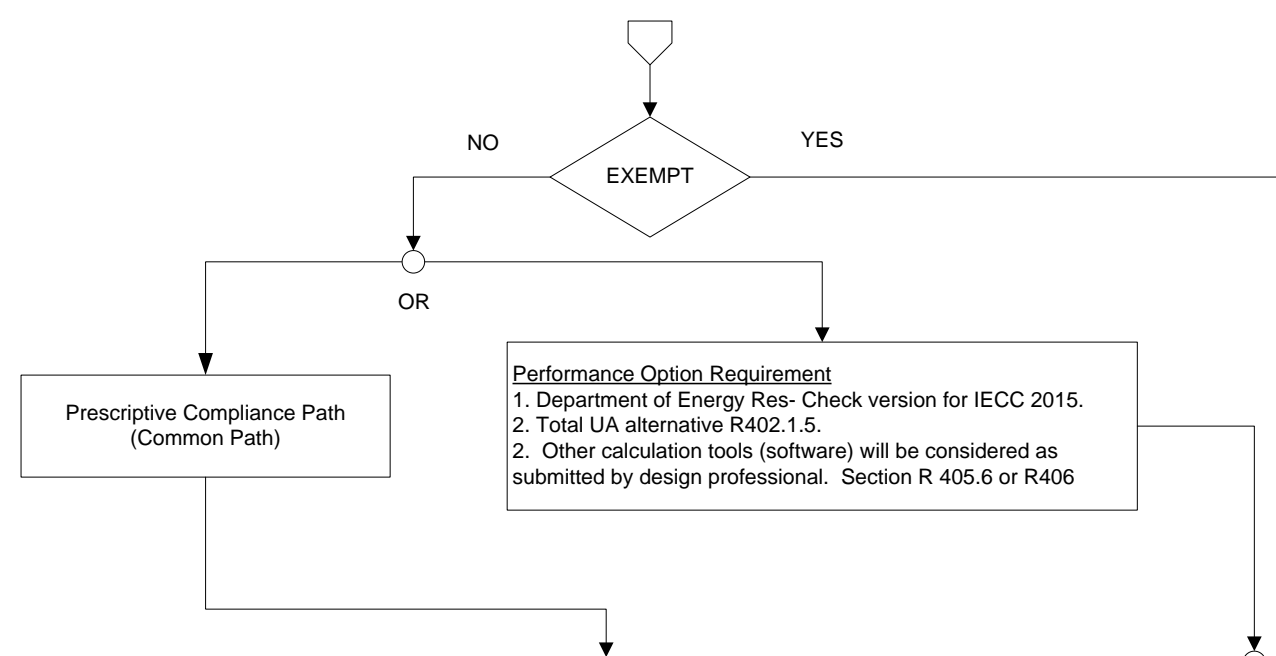 NO
YES
EXEMPT
OR
Prescriptive Compliance Path
(Common Path)
Performance Option Requirement
1. Department of Energy Res- Check version for IECC 2015.
2. Total UA alternative R402.1.5.
2.  Other calculation tools (software) will be considered as
submitted by design professional.  Section R 405.6 or R406